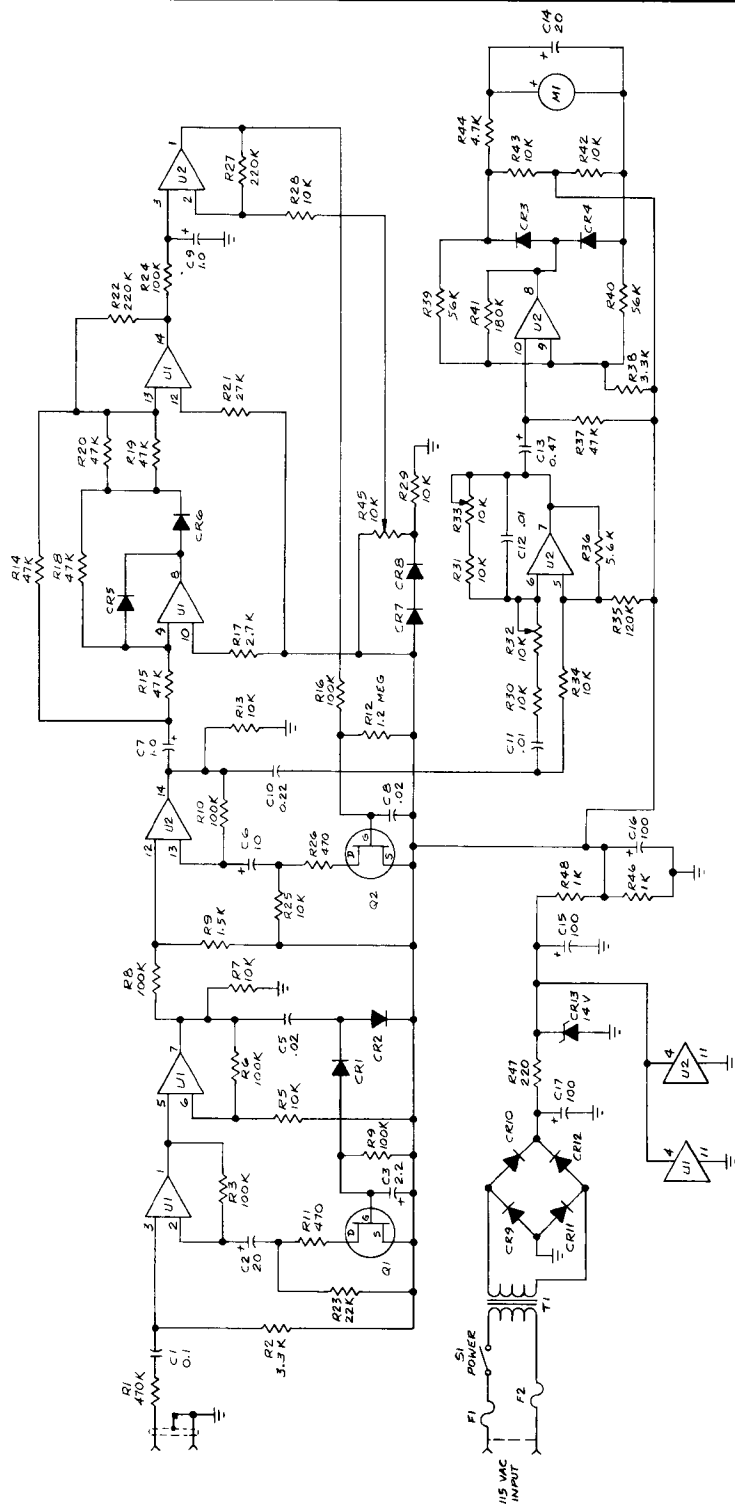 R1
470K
C1
0.1
R2
3.3K
3
2
1
U1
R3
100K
C2
20
+
R23
22K
R11
470
D
G
S
Q1
C3
2.2
+
R9
100K
CR1
CR2
C5
.02
R5
10K
R6
100K
5
6
7
U1
R7
10K
R8
100K
R9
1.5K
12
13
14
U2
R10
100K
C6
10
+
R25
10K
R26
470
D
G
S
Q2
C8
.02
R12
1.2 MEG
R16
100K
C10
0.22
R13
10K
C7
1.0
+
R14
47K
R15
47K
R18
47K
CR5
9
10
8
U1
CR6
R17
2.7K
R20
47K
R19
47K
13
12
14
U1
R21
27K
R22
220K
R24
100K
C9
1.0
+
3
2
1
U2
R27
220K
R28
10K
R45
10K
CR7
CR8
R29
10K
115 VAC
INPUT
F1
F2
S1
POWER
T1
CR9
CR10
CR11
CR12
C17
100
+
R47
220
CR13
14V
C15
100
+
R48
1K
R46
1K
C16
100
+
4
U1
11
4
U2
11
C11
.01
R30
10K
R32
10K
R34
10K
R31
10K
R33
10K
C12 .01
6
5
7
U2
R36
5.6K
R35
120K
C13
0.47
+
R37
47K
10
9
8
U2
R39
56K
R41
180K
R38
3.3K
R40
56K
CR3
CR4
R44
4.7K
R43
10K
R42
10K
M1
+
C14
20
+